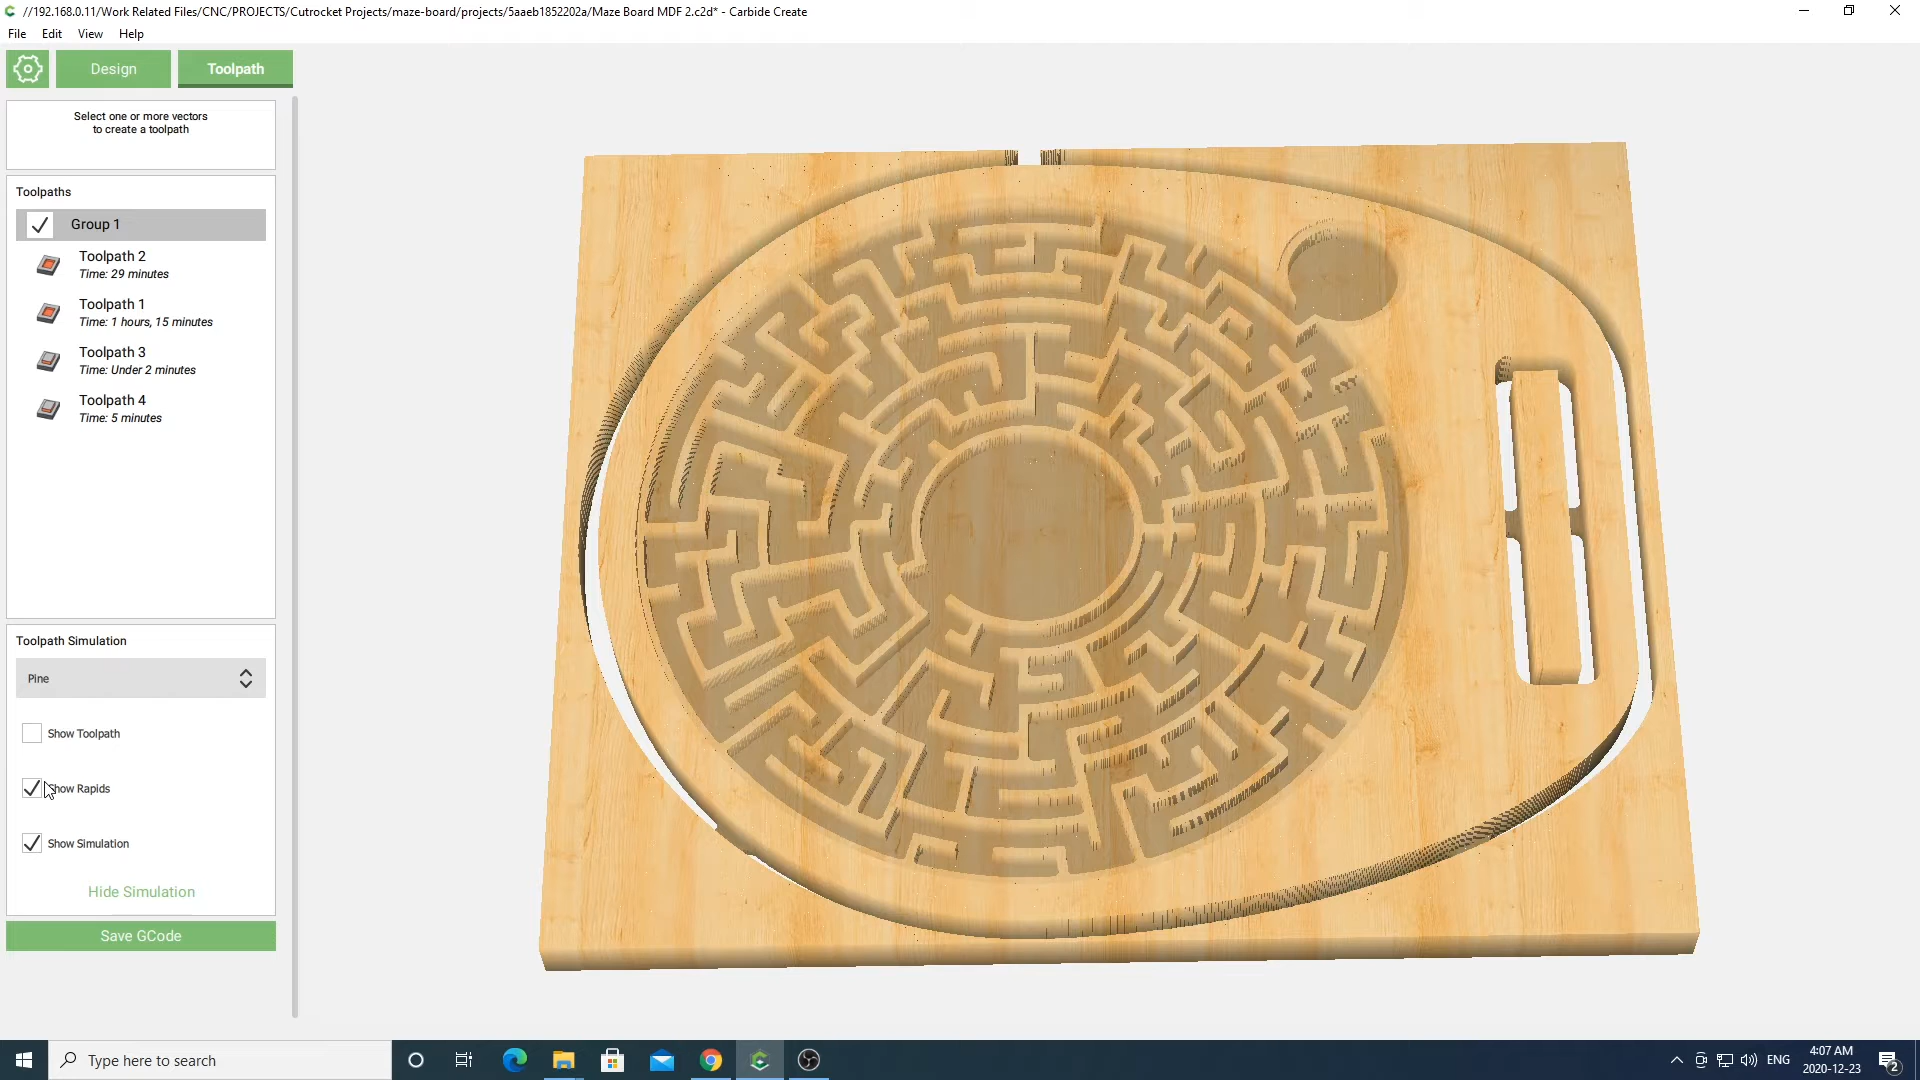 //192.168.0.11/Work Related Files/CNC/PROJECTS/Cutrocket Projects/maze-board/projects/5aaeb1852202a/Maze Board MDF 2.c2d* - Carbide Create
File Edit View Help
Design Toolpath
Select one or more vectors
to create a toolpath
Toolpaths
Group 1
Toolpath 2
Time: 29 minutes
Toolpath 1
Time: 1 hours, 15 minutes
Toolpath 3
Time: Under 2 minutes
Toolpath 4
Time: 5 minutes
Toolpath Simulation
Pine
Show Toolpath
Show Rapids
Show Simulation
Hide Simulation
Save GCode
Type here to search
ENG
4:07 AM
2020-12-23
2